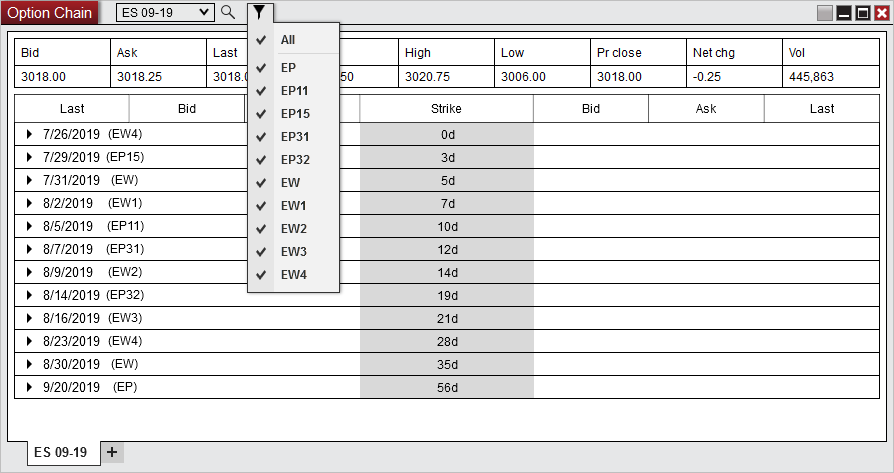 Option Chain ES 09-19
All
Bid Ask Last High Low Pr close Net chg Vol
3018.00 3018.25 3018.0 50 3020.75 3006.00 3018.00 -0.25 445,863
EP
EP11
EP15
EP31
EP32
EW
EW1
EW2
EW3
EW4
Last Bid Strike Bid Ask Last
7/26/2019 (EW4) 0d
7/29/2019 (EP15) 3d
7/31/2019 (EW) 5d
8/2/2019 (EW1) 7d
8/5/2019 (EP11) 10d
8/7/2019 (EP31) 12d
8/9/2019 (EW2) 14d
8/14/2019 (EP32) 19d
8/16/2019 (EW3) 21d
8/23/2019 (EW4) 28d
8/30/2019 (EW) 35d
9/20/2019 (EP) 56d
ES 09-19 +